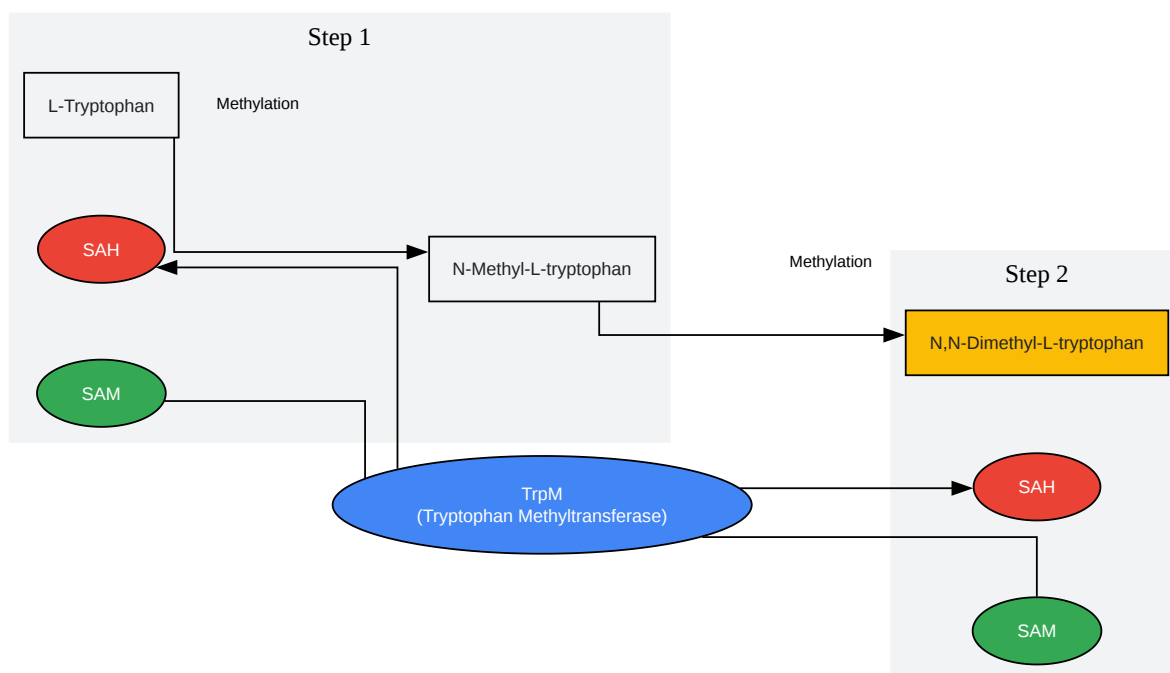 Step 1
L-Tryptophan
Methylation
SAH
N-Methyl-L-tryptophan
SAM
Methylation
Step 2
N,N-Dimethyl-L-tryptophan
TrpM
(Tryptophan Methyltransferase)
SAH
SAM